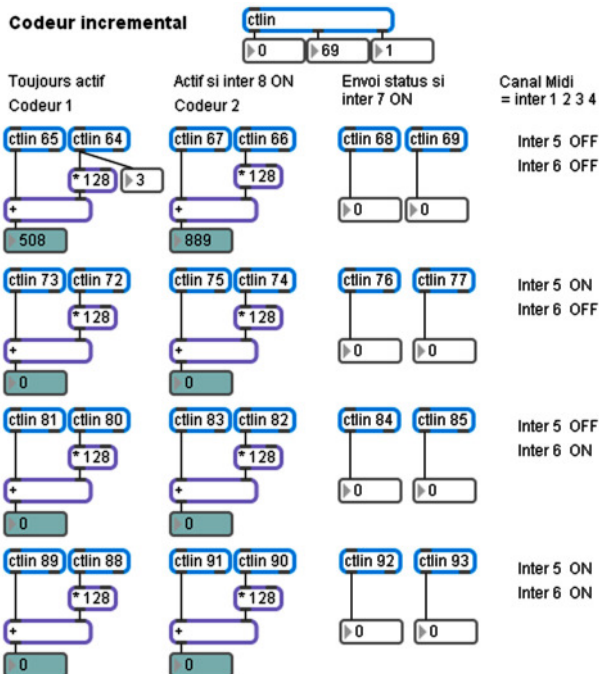 Codeur incremental
ctlin
0 69 1
Toujours actif
Codeur 1
Actif si inter 8 ON
Codeur 2
Envoi status si
inter 7 ON
Canal Midi
= inter 1 2 3 4
ctlin 65 ctlin 64 ctlin 67 ctlin 66 ctlin 68 ctlin 69
Inter 5 OFF
Inter 6 OFF
* 128 3 * 128
+ + 0 0
508 889
ctlin 73 ctlin 72 ctlin 75 ctlin 74 ctlin 76 ctlin 77
Inter 5 ON
Inter 6 OFF
* 128 * 128
+ + 0 0
0 0
ctlin 81 ctlin 80 ctlin 83 ctlin 82 ctlin 84 ctlin 85
Inter 5 OFF
Inter 6 ON
* 128 * 128
+ + 0 0
0 0
ctlin 89 ctlin 88 ctlin 91 ctlin 90 ctlin 92 ctlin 93
Inter 5 ON
Inter 6 ON
* 128 * 128
+ + 0 0
0 0